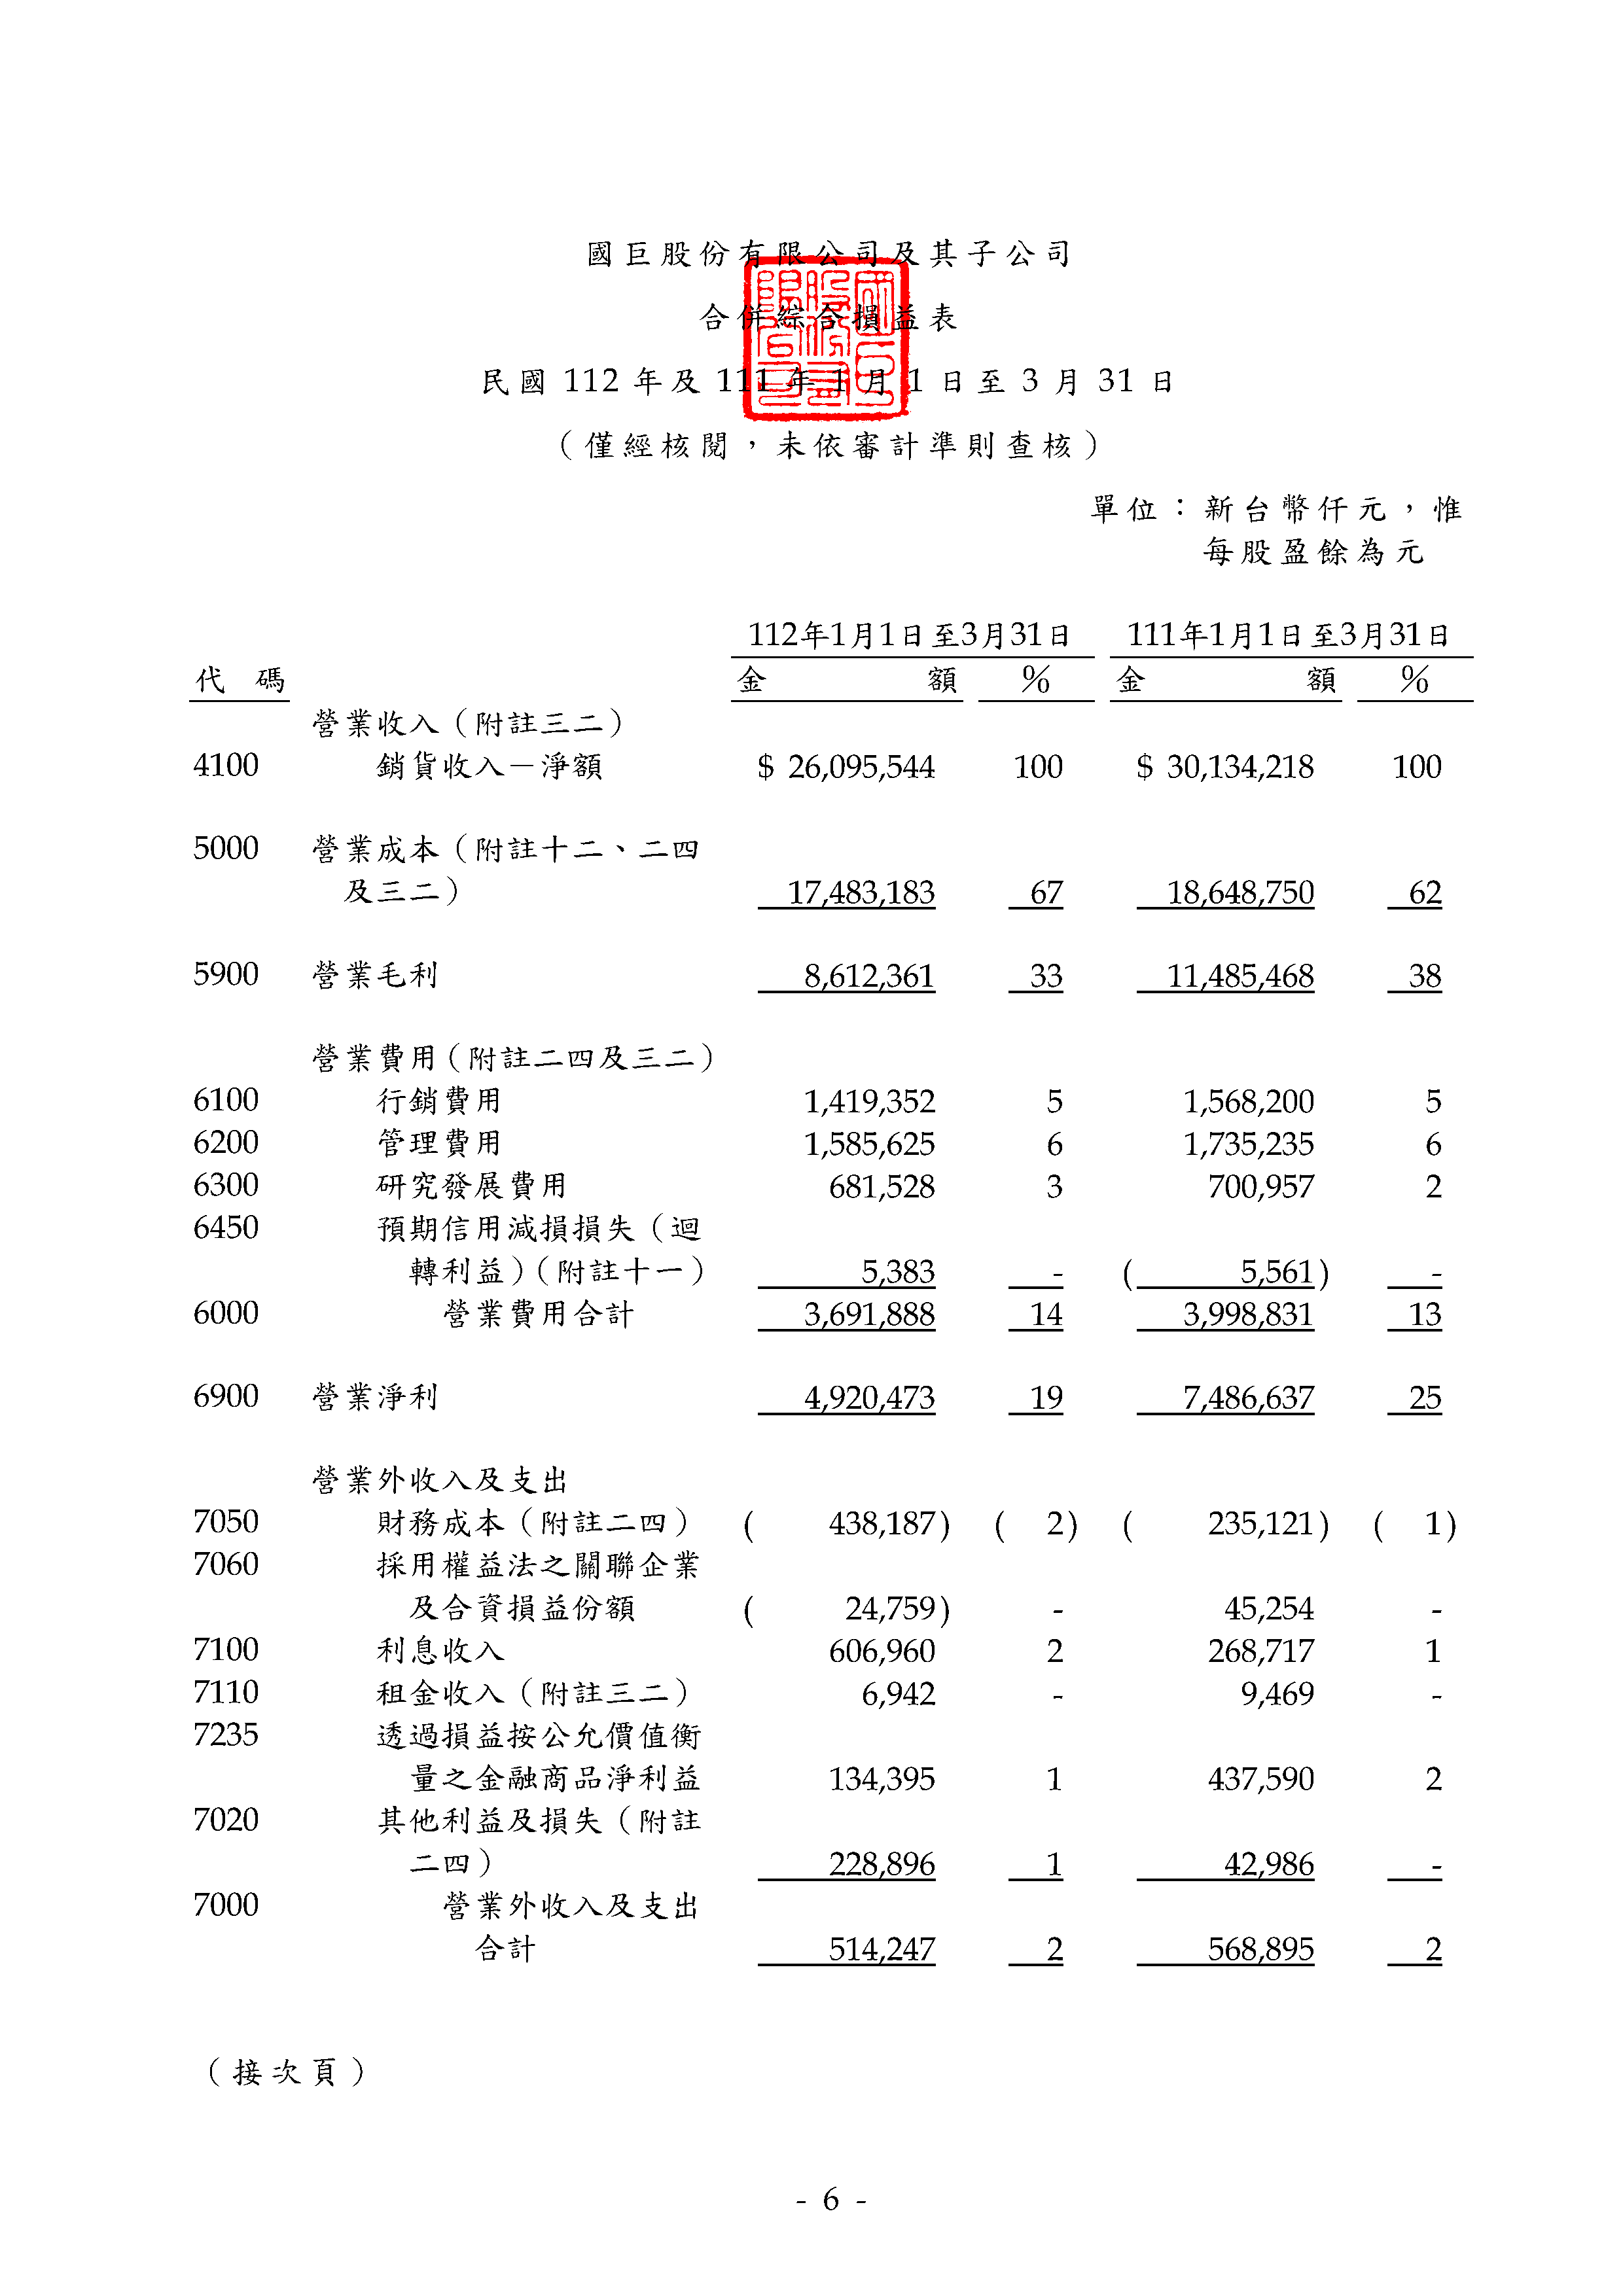 國巨股份有限公司及其子公司
合併綜合損益表
民國 112 年及 111 年 1 月 1 日至 3 月 31 日
（僅經核閱，未依審計準則查核）
單位：新台幣仟元，惟
每股盈餘為元
112年1月1日至3月31日 111年1月1日至3月31日
代 碼 金 額 ％ 金 額 ％
營業收入（附註三二）
4100 銷貨收入－淨額 $ 26,095,544 100 $ 30,134,218 100
5000 營業成本（附註十二、二四
及三二） 17,483,183 67 18,648,750 62
5900 營業毛利 8,612,361 33 11,485,468 38
營業費用（附註二四及三二）
6100 行銷費用 1,419,352 5 1,568,200 5
6200 管理費用 1,585,625 6 1,735,235 6
6300 研究發展費用 681,528 3 700,957 2
6450 預期信用減損損失（迴
轉利益）（附註十一） 5,383 - ( 5,561) -
6000 營業費用合計 3,691,888 14 3,998,831 13
6900 營業淨利 4,920,473 19 7,486,637 25
營業外收入及支出
7050 財務成本（附註二四） ( 438,187) ( 2) ( 235,121) ( 1)
7060 採用權益法之關聯企業
及合資損益份額 ( 24,759) - 45,254 -
7100 利息收入 606,960 2 268,717 1
7110 租金收入（附註三二） 6,942 - 9,469 -
7235 透過損益按公允價值衡
量之金融商品淨利益 134,395 1 437,590 2
7020 其他利益及損失（附註
二四） 228,896 1 42,986 -
7000 營業外收入及支出
合計 514,247 2 568,895 2
（接次頁）
- 6 -